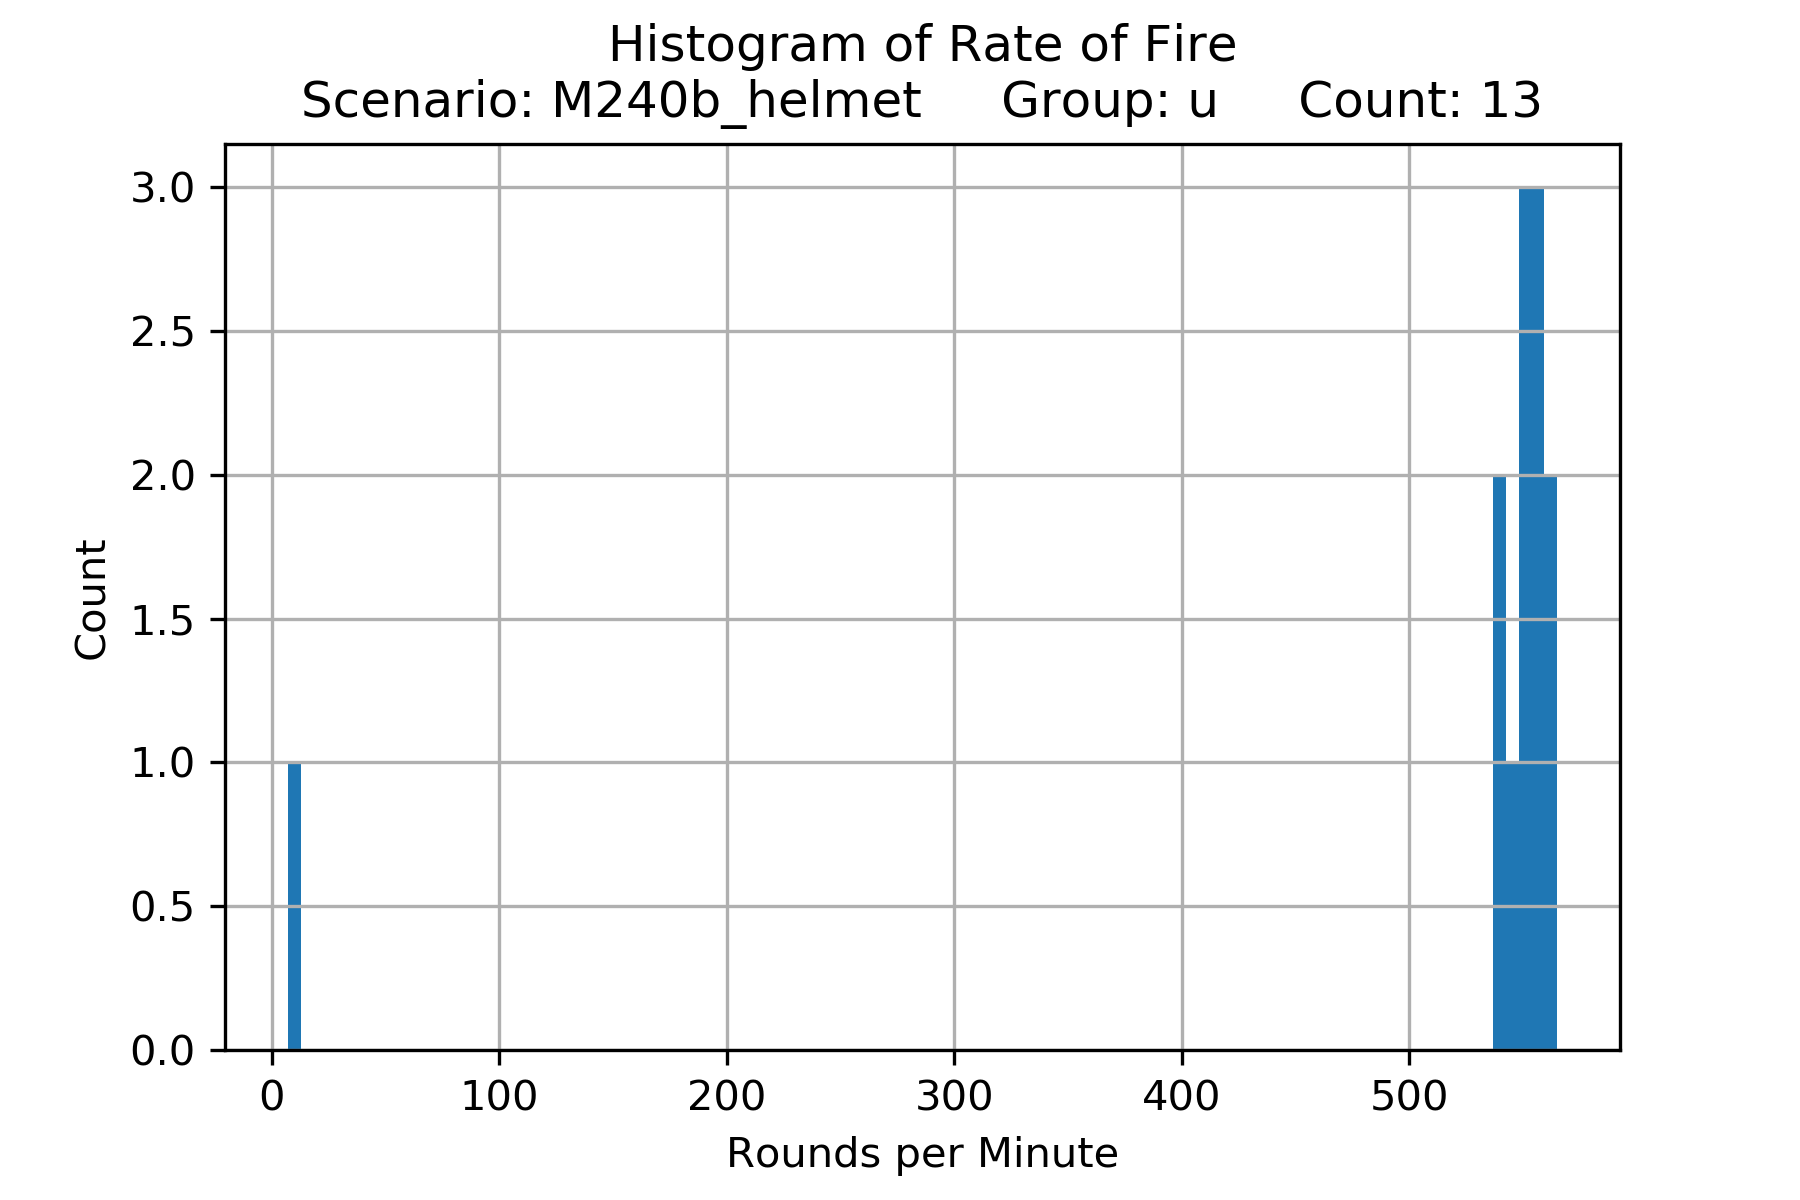 Histogram of Rate of Fire
Scenario: M240b_helmet Group: u Count: 13
3.0
2.5
2.0
1.5
1.0
0.5
0.0
Count
0 100 200 300 400 500
Rounds per Minute